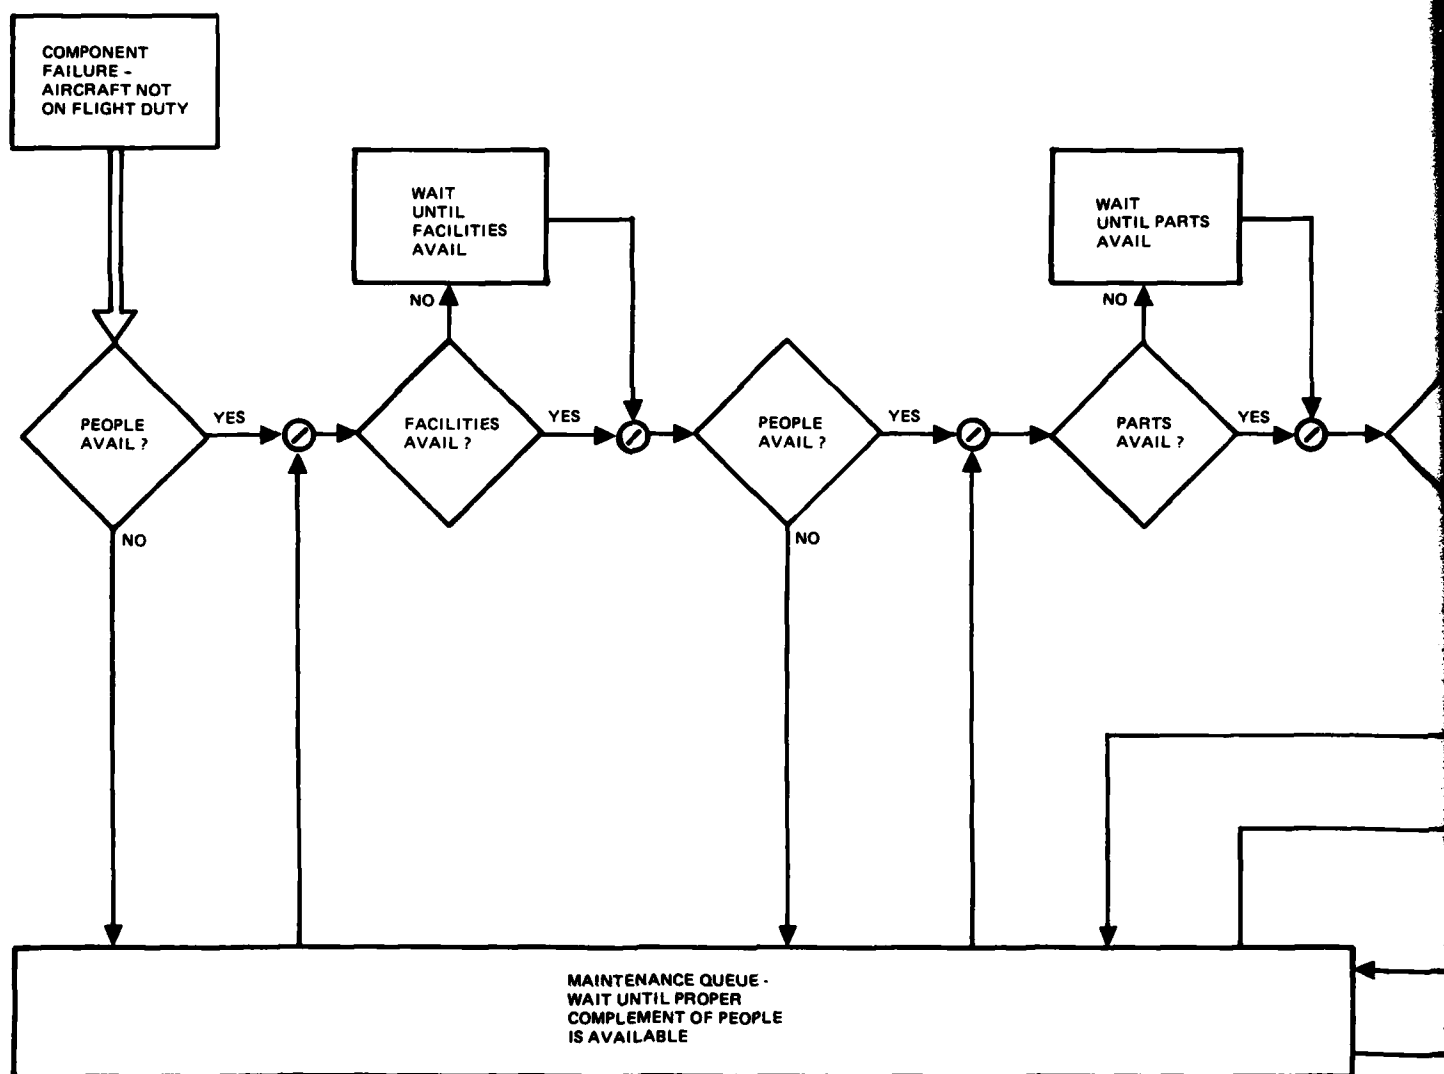 COMPONENT
FAILURE -
AIRCRAFT NOT
ON FLIGHT DUTY
WAIT
UNTIL
FACILITIES
AVAIL
WAIT
UNTIL PARTS
AVAIL
NO
NO
PEOPLE
AVAIL ?
YES
FACILITIES
AVAIL ?
YES
PEOPLE
AVAIL ?
YES
PARTS
AVAIL ?
YES
NO
NO
MAINTENANCE QUEUE -
WAIT UNTIL PROPER
COMPLEMENT OF PEOPLE
IS AVAILABLE